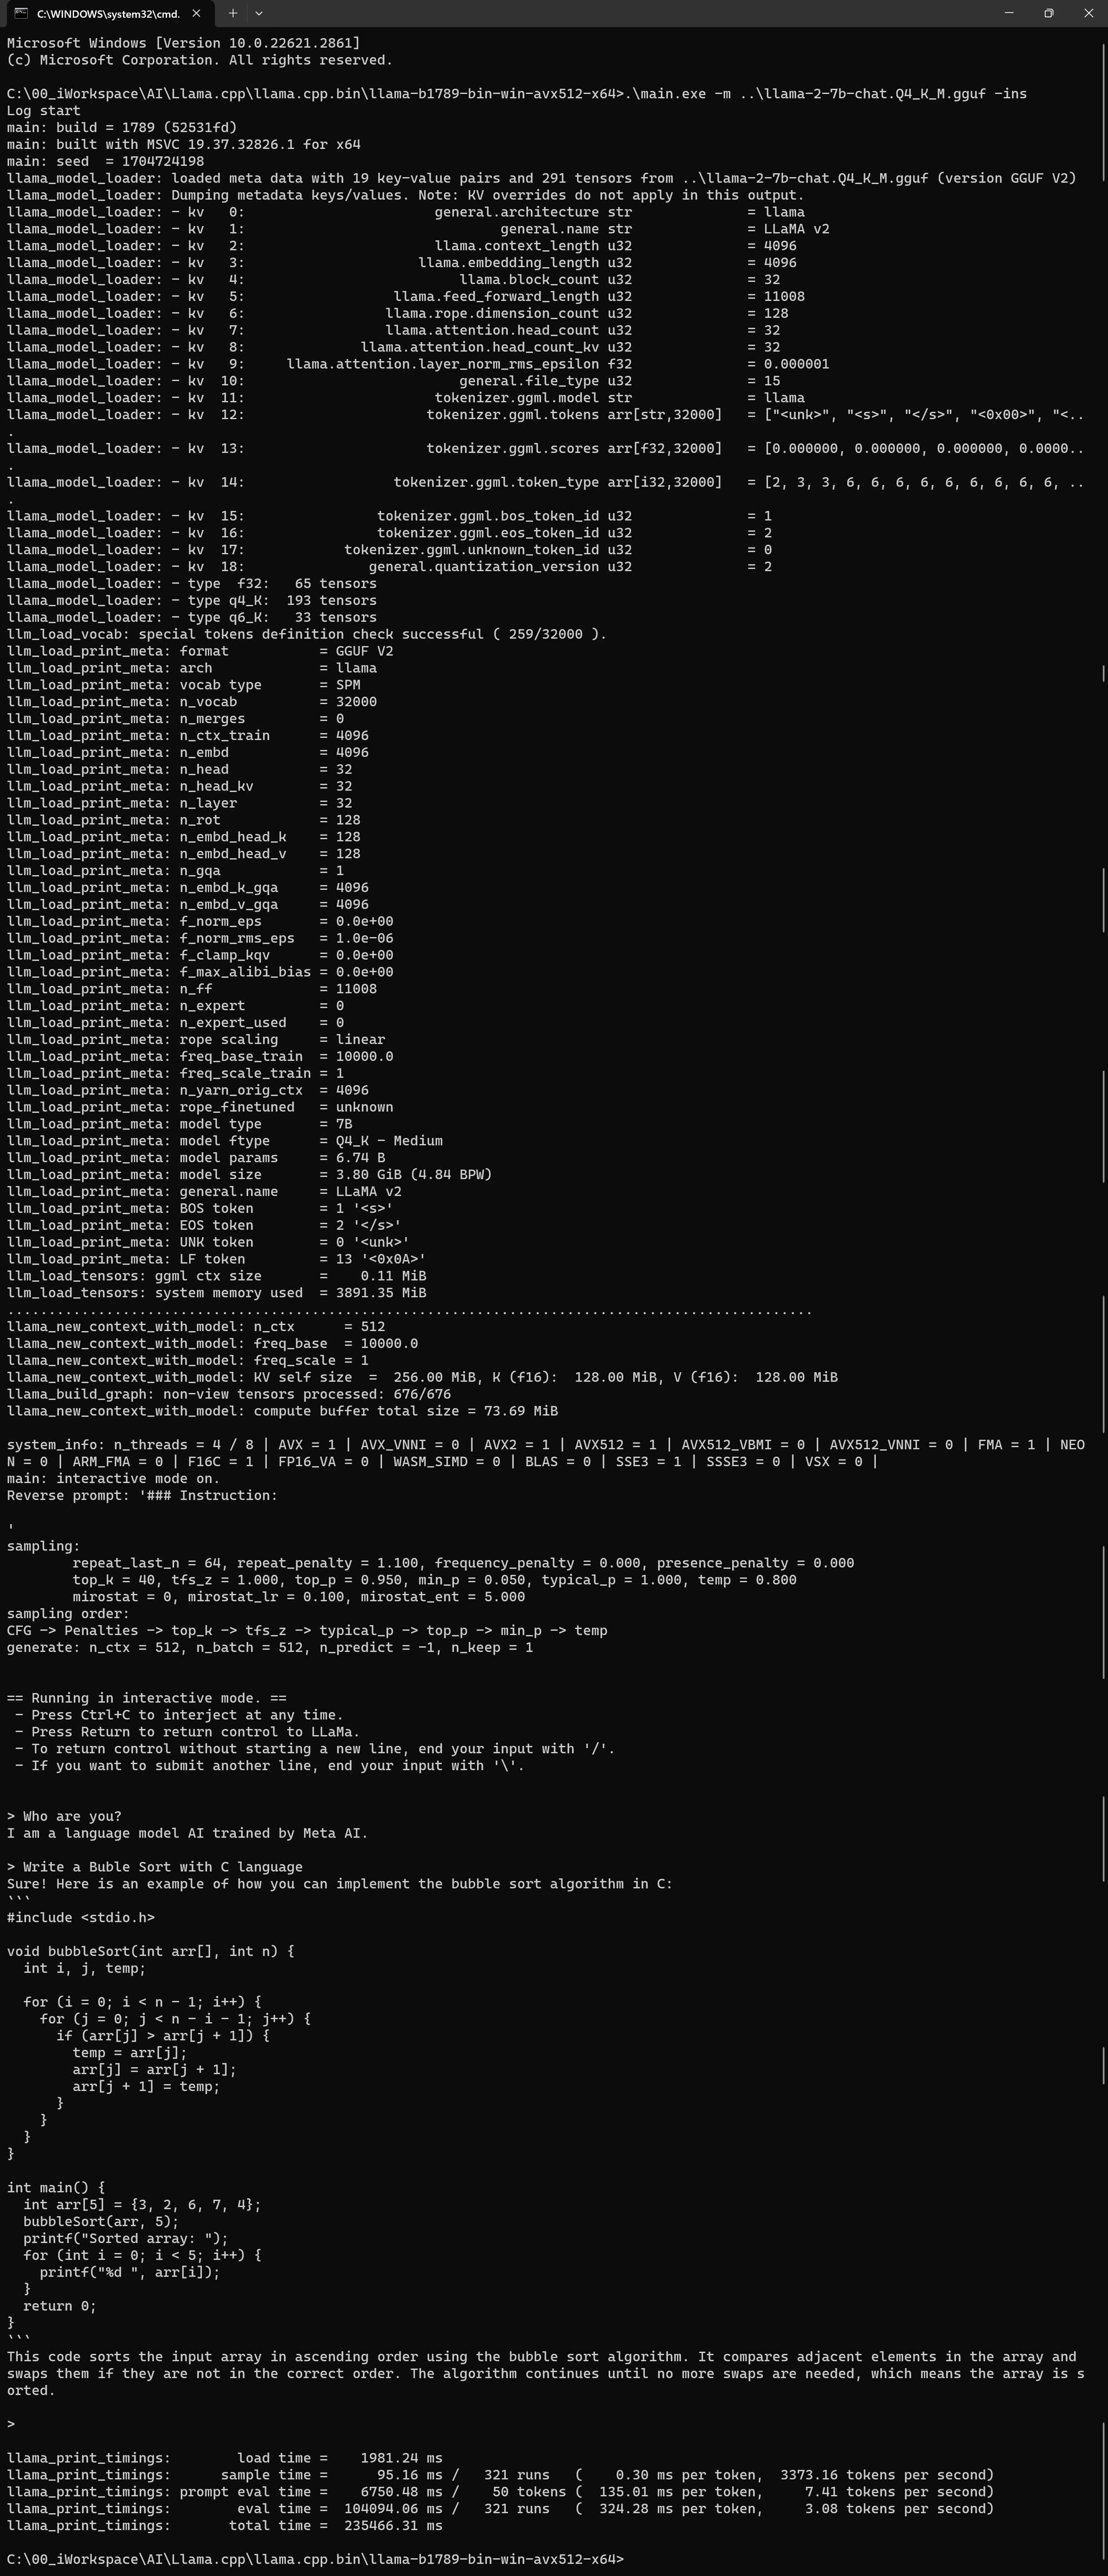 C:\WINDOWS\system32\cmd.
Microsoft Windows [Version 10.0.22621.2861]
(c) Microsoft Corporation. All rights reserved.
C:\00_iWorkspace\AI\Llama.cpp\llama.cpp.bin\llama-b1789-bin-win-avx512-x64>.\main.exe -m ..\llama-2-7b-chat.Q4_K_M.gguf -ins
Log start
main: build = 1789 (52531fd)
main: built with MSVC 19.37.32826.1 for x64
main: seed  = 1704724198
llama_model_loader: loaded meta data with 19 key-value pairs and 291 tensors from ..\llama-2-7b-chat.Q4_K_M.gguf (version GGUF V2)
llama_model_loader: Dumping metadata keys/values. Note: KV overrides do not apply in this output.
llama_model_loader: - kv   0:                       general.architecture str              = llama
llama_model_loader: - kv   1:                               general.name str              = LLaMA v2
llama_model_loader: - kv   2:                       llama.context_length u32              = 4096
llama_model_loader: - kv   3:                     llama.embedding_length u32              = 4096
llama_model_loader: - kv   4:                          llama.block_count u32              = 32
llama_model_loader: - kv   5:                  llama.feed_forward_length u32              = 11008
llama_model_loader: - kv   6:                 llama.rope.dimension_count u32              = 128
llama_model_loader: - kv   7:                 llama.attention.head_count u32              = 32
llama_model_loader: - kv   8:              llama.attention.head_count_kv u32              = 32
llama_model_loader: - kv   9:     llama.attention.layer_norm_rms_epsilon f32              = 0.000001
llama_model_loader: - kv  10:                          general.file_type u32              = 15
llama_model_loader: - kv  11:                       tokenizer.ggml.model str              = llama
llama_model_loader: - kv  12:                      tokenizer.ggml.tokens arr[str,32000]   = ["<unk>", "<s>", "</s>", "<0x00>", "<..
.
llama_model_loader: - kv  13:                      tokenizer.ggml.scores arr[f32,32000]   = [0.000000, 0.000000, 0.000000, 0.0000..
.
llama_model_loader: - kv  14:                  tokenizer.ggml.token_type arr[i32,32000]   = [2, 3, 3, 6, 6, 6, 6, 6, 6, 6, 6, 6, ..
.
llama_model_loader: - kv  15:                tokenizer.ggml.bos_token_id u32              = 1
llama_model_loader: - kv  16:                tokenizer.ggml.eos_token_id u32              = 2
llama_model_loader: - kv  17:            tokenizer.ggml.unknown_token_id u32              = 0
llama_model_loader: - kv  18:               general.quantization_version u32              = 2
llama_model_loader: - type  f32:   65 tensors
llama_model_loader: - type q4_K:  193 tensors
llama_model_loader: - type q6_K:   33 tensors
llm_load_vocab: special tokens definition check successful ( 259/32000 ).
llm_load_print_meta: format           = GGUF V2
llm_load_print_meta: arch             = llama
llm_load_print_meta: vocab type       = SPM
llm_load_print_meta: n_vocab          = 32000
llm_load_print_meta: n_merges         = 0
llm_load_print_meta: n_ctx_train      = 4096
llm_load_print_meta: n_embd           = 4096
llm_load_print_meta: n_head           = 32
llm_load_print_meta: n_head_kv        = 32
llm_load_print_meta: n_layer          = 32
llm_load_print_meta: n_rot            = 128
llm_load_print_meta: n_embd_head_k    = 128
llm_load_print_meta: n_embd_head_v    = 128
llm_load_print_meta: n_gqa            = 1
llm_load_print_meta: n_embd_k_gqa     = 4096
llm_load_print_meta: n_embd_v_gqa     = 4096
llm_load_print_meta: f_norm_eps       = 0.0e+00
llm_load_print_meta: f_norm_rms_eps   = 1.0e-06
llm_load_print_meta: f_clamp_kqv      = 0.0e+00
llm_load_print_meta: f_max_alibi_bias = 0.0e+00
llm_load_print_meta: n_ff             = 11008
llm_load_print_meta: n_expert         = 0
llm_load_print_meta: n_expert_used    = 0
llm_load_print_meta: rope scaling     = linear
llm_load_print_meta: freq_base_train  = 10000.0
llm_load_print_meta: freq_scale_train = 1
llm_load_print_meta: n_yarn_orig_ctx  = 4096
llm_load_print_meta: rope_finetuned   = unknown
llm_load_print_meta: model type       = 7B
llm_load_print_meta: model ftype      = Q4_K - Medium
llm_load_print_meta: model params     = 6.74 B
llm_load_print_meta: model size       = 3.80 GiB (4.84 BPW)
llm_load_print_meta: general.name     = LLaMA v2
llm_load_print_meta: BOS token        = 1 '<s>'
llm_load_print_meta: EOS token        = 2 '</s>'
llm_load_print_meta: UNK token        = 0 '<unk>'
llm_load_print_meta: LF token         = 13 '<0x0A>'
llm_load_tensors: ggml ctx size       =    0.11 MiB
llm_load_tensors: system memory used  = 3891.35 MiB
..................................................................................................
llama_new_context_with_model: n_ctx      = 512
llama_new_context_with_model: freq_base  = 10000.0
llama_new_context_with_model: freq_scale = 1
llama_new_context_with_model: KV self size  =  256.00 MiB, K (f16):  128.00 MiB, V (f16):  128.00 MiB
llama_build_graph: non-view tensors processed: 676/676
llama_new_context_with_model: compute buffer total size = 73.69 MiB
system_info: n_threads = 4 / 8 | AVX = 1 | AVX_VNNI = 0 | AVX2 = 1 | AVX512 = 1 | AVX512_VBMI = 0 | AVX512_VNNI = 0 | FMA = 1 | NEO
N = 0 | ARM_FMA = 0 | F16C = 1 | FP16_VA = 0 | WASM_SIMD = 0 | BLAS = 0 | SSE3 = 1 | SSSE3 = 0 | VSX = 0 |
main: interactive mode on.
Reverse prompt: '### Instruction:
'
sampling:
        repeat_last_n = 64, repeat_penalty = 1.100, frequency_penalty = 0.000, presence_penalty = 0.000
        top_k = 40, tfs_z = 1.000, top_p = 0.950, min_p = 0.050, typical_p = 1.000, temp = 0.800
        mirostat = 0, mirostat_lr = 0.100, mirostat_ent = 5.000
sampling order:
CFG -> Penalties -> top_k -> tfs_z -> typical_p -> top_p -> min_p -> temp
generate: n_ctx = 512, n_batch = 512, n_predict = -1, n_keep = 1
== Running in interactive mode. ==
 - Press Ctrl+C to interject at any time.
 - Press Return to return control to LLaMa.
 - To return control without starting a new line, end your input with '/'.
 - If you want to submit another line, end your input with '\'.
> Who are you?
I am a language model AI trained by Meta AI.
> Write a Buble Sort with C language
Sure! Here is an example of how you can implement the bubble sort algorithm in C:
```
#include <stdio.h>
void bubbleSort(int arr[], int n) {
  int i, j, temp;
  for (i = 0; i < n - 1; i++) {
    for (j = 0; j < n - i - 1; j++) {
      if (arr[j] > arr[j + 1]) {
        temp = arr[j];
        arr[j] = arr[j + 1];
        arr[j + 1] = temp;
      }
    }
  }
}
int main() {
  int arr[5] = {3, 2, 6, 7, 4};
  bubbleSort(arr, 5);
  printf("Sorted array: ");
  for (int i = 0; i < 5; i++) {
    printf("%d ", arr[i]);
  }
  return 0;
}
```
This code sorts the input array in ascending order using the bubble sort algorithm. It compares adjacent elements in the array and
swaps them if they are not in the correct order. The algorithm continues until no more swaps are needed, which means the array is s
orted.
>
llama_print_timings:        load time =    1981.24 ms
llama_print_timings:      sample time =      95.16 ms /   321 runs   (    0.30 ms per token,  3373.16 tokens per second)
llama_print_timings: prompt eval time =    6750.48 ms /    50 tokens (  135.01 ms per token,     7.41 tokens per second)
llama_print_timings:        eval time =  104094.06 ms /   321 runs   (  324.28 ms per token,     3.08 tokens per second)
llama_print_timings:       total time =  235466.31 ms
C:\00_iWorkspace\AI\Llama.cpp\llama.cpp.bin\llama-b1789-bin-win-avx512-x64>